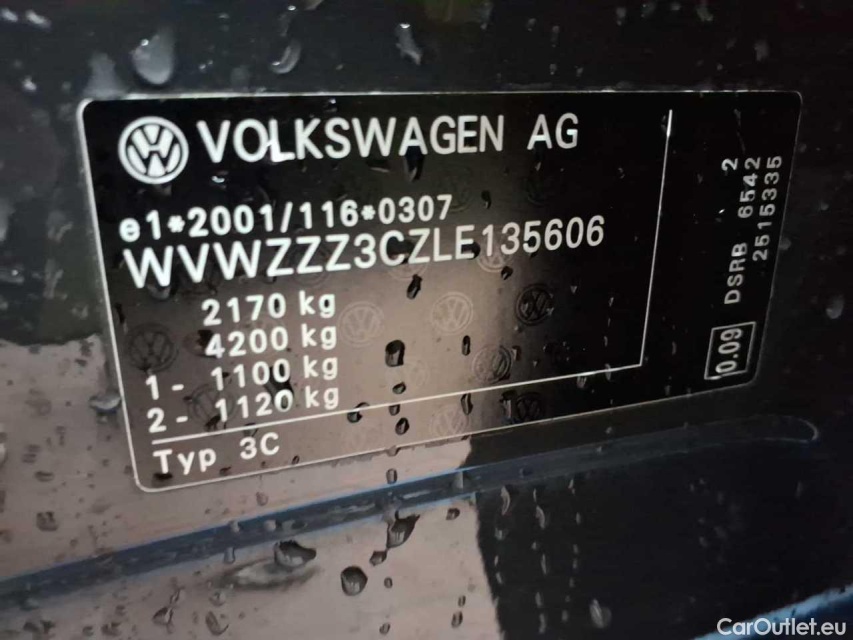 VOLKSWAGEN AG
e1*2001/116*0307
WVWZZZ3CZLE135606
2170 kg
4200 kg
1 - 1100 kg
2 - 1120 kg
Typ 3C
DSRB 6542 2
2515335
0.09
CarOutlet.eu